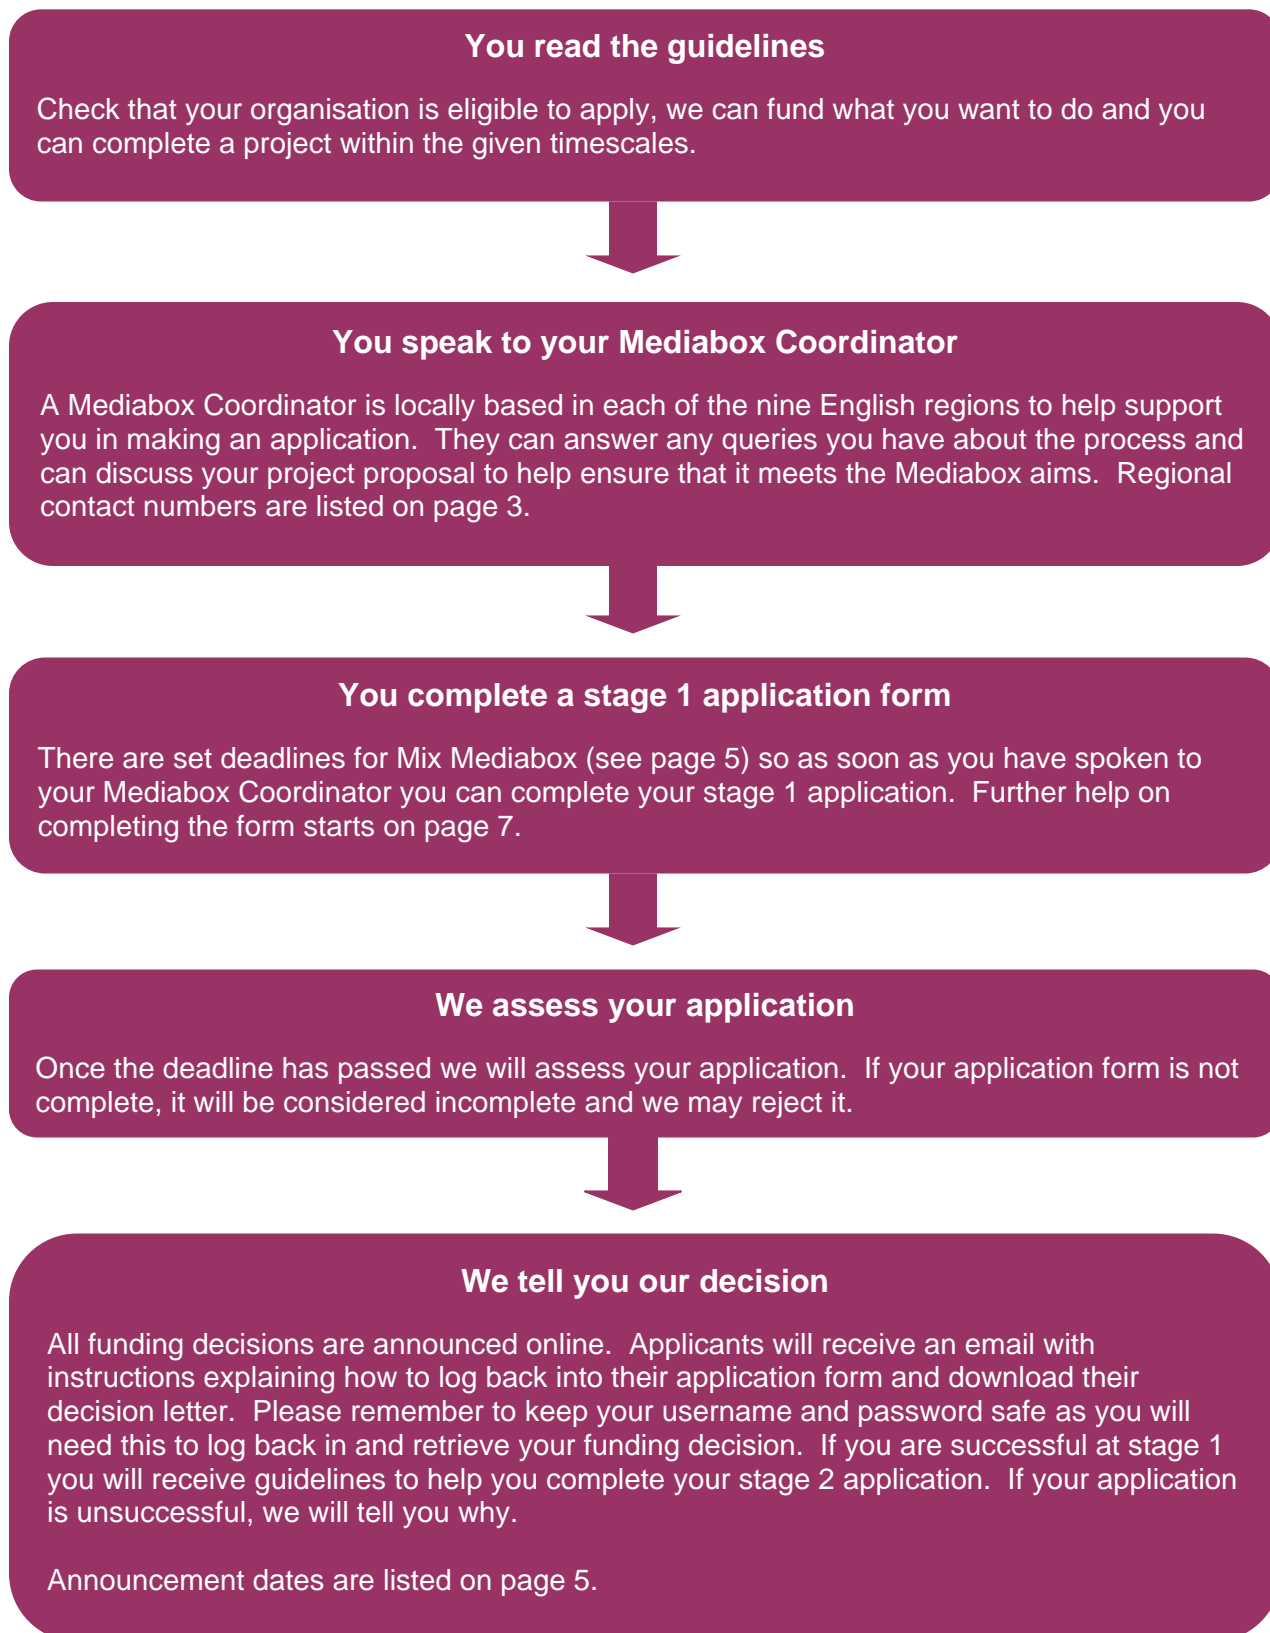 You read the guidelines
Check that your organisation is eligible to apply, we can fund what you want to do and you
can complete a project within the given timescales.
You speak to your Mediabox Coordinator
A Mediabox Coordinator is locally based in each of the nine English regions to help support
you in making an application.  They can answer any queries you have about the process and
can discuss your project proposal to help ensure that it meets the Mediabox aims.  Regional
contact numbers are listed on page 3.
You complete a stage 1 application form
There are set deadlines for Mix Mediabox (see page 5) so as soon as you have spoken to
your Mediabox Coordinator you can complete your stage 1 application.  Further help on
completing the form starts on page 7.
We assess your application
Once the deadline has passed we will assess your application.  If your application form is not
complete, it will be considered incomplete and we may reject it.
We tell you our decision
All funding decisions are announced online.  Applicants will receive an email with
instructions explaining how to log back into their application form and download their
decision letter.  Please remember to keep your username and password safe as you will
need this to log back in and retrieve your funding decision.  If you are successful at stage 1
you will receive guidelines to help you complete your stage 2 application.  If your application
is unsuccessful, we will tell you why.
Announcement dates are listed on page 5.